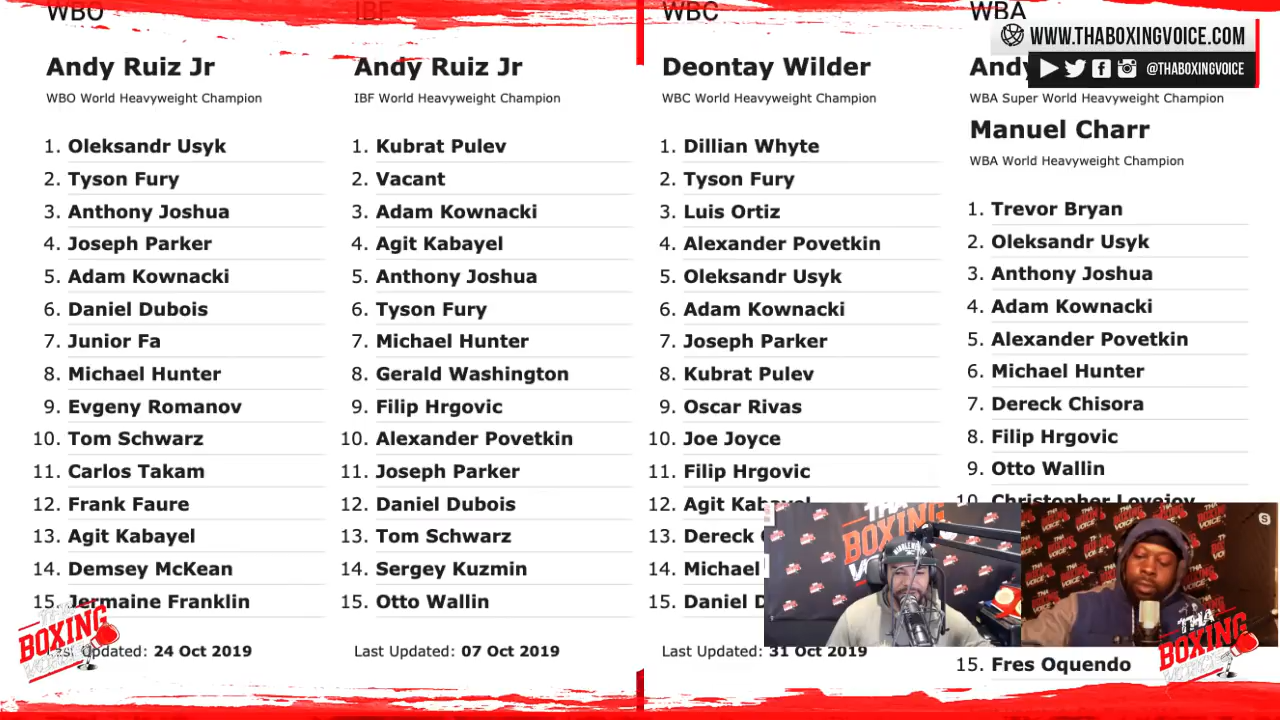 WBO
Andy Ruiz Jr
WBO World Heavyweight Champion
1. Oleksandr Usyk
2. Tyson Fury
3. Anthony Joshua
4. Joseph Parker
5. Adam Kownacki
6. Daniel Dubois
7. Junior Fa
8. Michael Hunter
9. Evgeny Romanov
10. Tom Schwarz
11. Carlos Takam
12. Frank Faure
13. Agit Kabayel
14. Demsey McKean
15. Jermaine Franklin
Last Updated: 24 Oct 2019
IBF
Andy Ruiz Jr
IBF World Heavyweight Champion
1. Kubrat Pulev
2. Vacant
3. Adam Kownacki
4. Agit Kabayel
5. Anthony Joshua
6. Tyson Fury
7. Michael Hunter
8. Gerald Washington
9. Filip Hrgovic
10. Alexander Povetkin
11. Joseph Parker
12. Daniel Dubois
13. Tom Schwarz
14. Sergey Kuzmin
15. Otto Wallin
Last Updated: 07 Oct 2019
WBC
Deontay Wilder
WBC World Heavyweight Champion
1. Dillian Whyte
2. Tyson Fury
3. Luis Ortiz
4. Alexander Povetkin
5. Oleksandr Usyk
6. Adam Kownacki
7. Joseph Parker
8. Kubrat Pulev
9. Oscar Rivas
10. Joe Joyce
11. Filip Hrgovic
12. Agit Kabayel
13. Dereck
14. Michael
15. Daniel D
Last Updated: 31 Oct 2019
WBA
Andy
WBA Super World Heavyweight Champion
Manuel Charr
WBA World Heavyweight Champion
1. Trevor Bryan
2. Oleksandr Usyk
3. Anthony Joshua
4. Adam Kownacki
5. Alexander Povetkin
6. Michael Hunter
7. Dereck Chisora
8. Filip Hrgovic
9. Otto Wallin
10. Christopher Lovejoy
15. Fres Oquendo
WWW.THABOXINGVOICE.COM
@THABOXINGVOICE
THA
BOXING
VOICE
THA
BOXING
VOICE
THA
BOXING